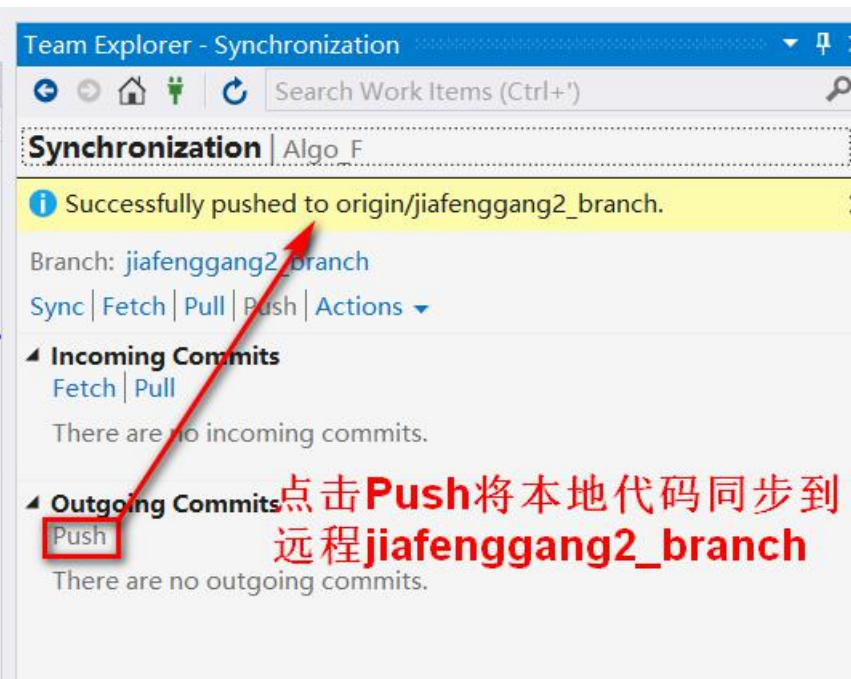 Team Explorer - Synchronization
Search Work Items (Ctrl+')
Synchronization | Algo_F
Successfully pushed to origin/jiafenggang2_branch.
Branch: jiafenggang2_branch
Sync | Fetch | Pull | Push | Actions
Incoming Commits
Fetch | Pull
There are no incoming commits.
Outgoing Commits
Push
点击Push将本地代码同步到
远程jiafenggang2_branch
There are no outgoing commits.